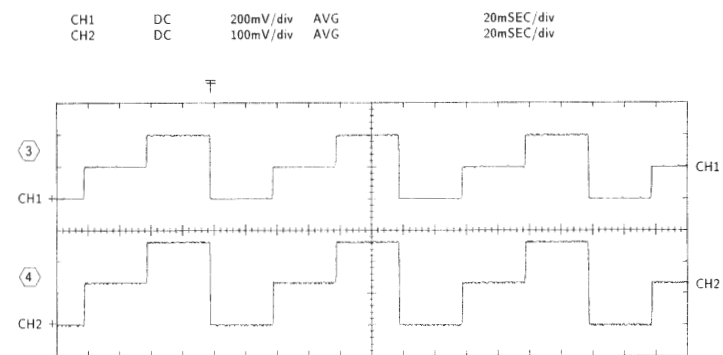 CH1 DC 200mV/div AVG 20mSEC/div
CH2 DC 100mV/div AVG 20mSEC/div
3
CH1 CH1
4
CH2 CH2